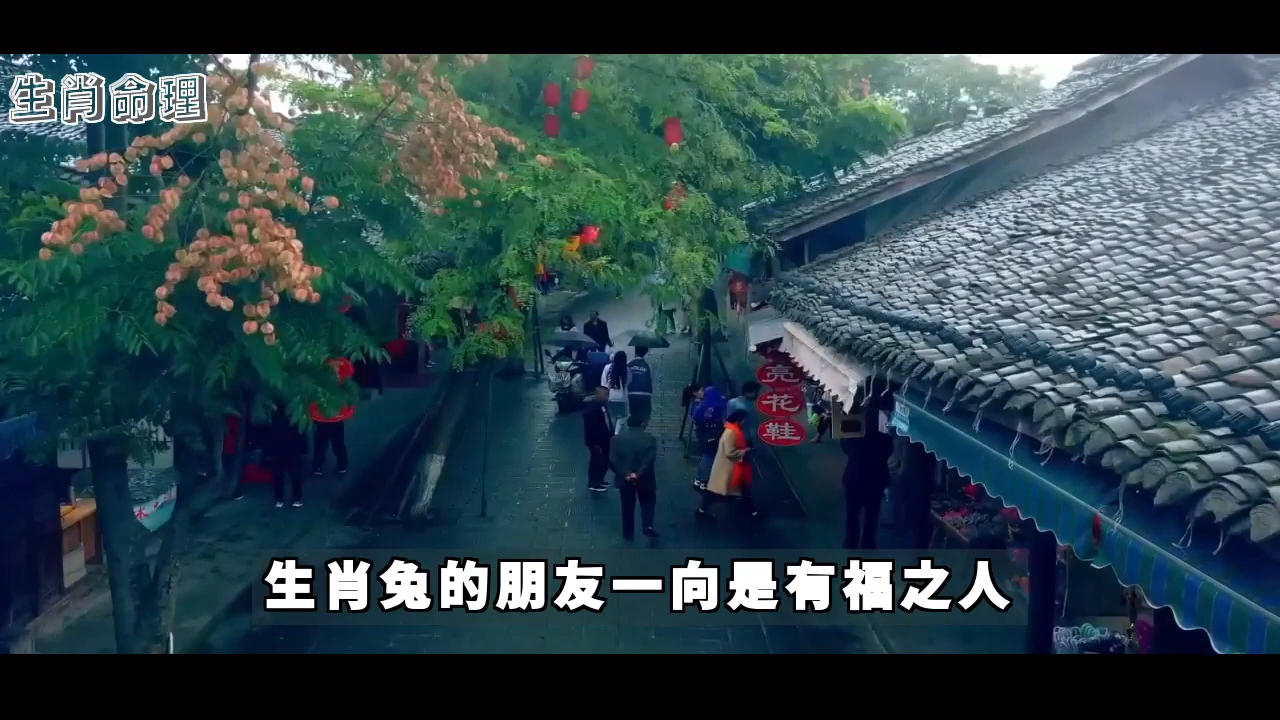 生肖命理
亮花鞋
生肖兔的朋友一向是有福之人